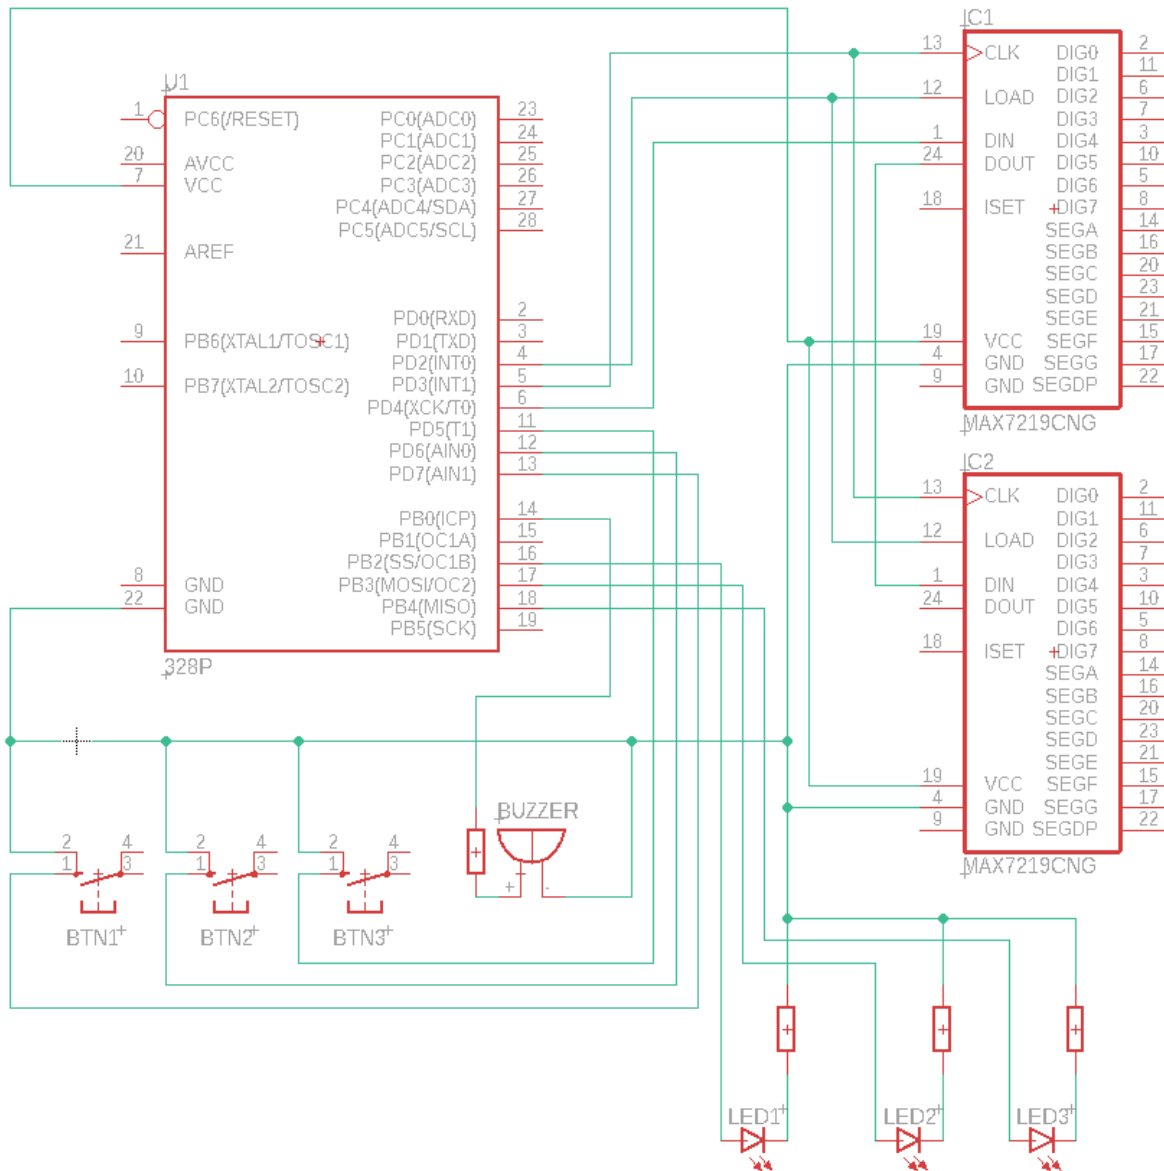 U1
1 PC6(/RESET)
20 AVCC
7 VCC
21 AREF
9 PB6(XTAL1/TOSC1)
10 PB7(XTAL2/TOSC2)
8 GND
22 GND
PC0(ADC0) 23
PC1(ADC1) 24
PC2(ADC2) 25
PC3(ADC3) 26
PC4(ADC4/SDA) 27
PC5(ADC5/SCL) 28
PD0(RXD) 2
PD1(TXD) 3
PD2(INT0) 4
PD3(INT1) 5
PD4(XCK/T0) 6
PD5(T1) 11
PD6(AIN0) 12
PD7(AIN1) 13
PB0(ICP) 14
PB1(OC1A) 15
PB2(SS/OC1B) 16
PB3(MOSI/OC2) 17
PB4(MISO) 18
PB5(SCK) 19
328P
IC1
13 CLK
12 LOAD
1 DIN
24 DOUT
18 ISET
19 VCC
4 GND
9 GND
DIG0 2
DIG1 11
DIG2 6
DIG3 7
DIG4 3
DIG5 10
DIG6 5
DIG7 8
SEGA 14
SEGB 16
SEGC 20
SEGD 23
SEGE 21
SEGF 15
SEGG 17
SEGDP 22
MAX7219CNG
IC2
13 CLK
12 LOAD
1 DIN
24 DOUT
18 ISET
19 VCC
4 GND
9 GND
DIG0 2
DIG1 11
DIG2 6
DIG3 7
DIG4 3
DIG5 10
DIG6 5
DIG7 8
SEGA 14
SEGB 16
SEGC 20
SEGD 23
SEGE 21
SEGF 15
SEGG 17
SEGDP 22
MAX7219CNG
2 4
1 3
BTN1
2 4
1 3
BTN2
2 4
1 3
BTN3
BUZZER
+ -
LED1
LED2
LED3